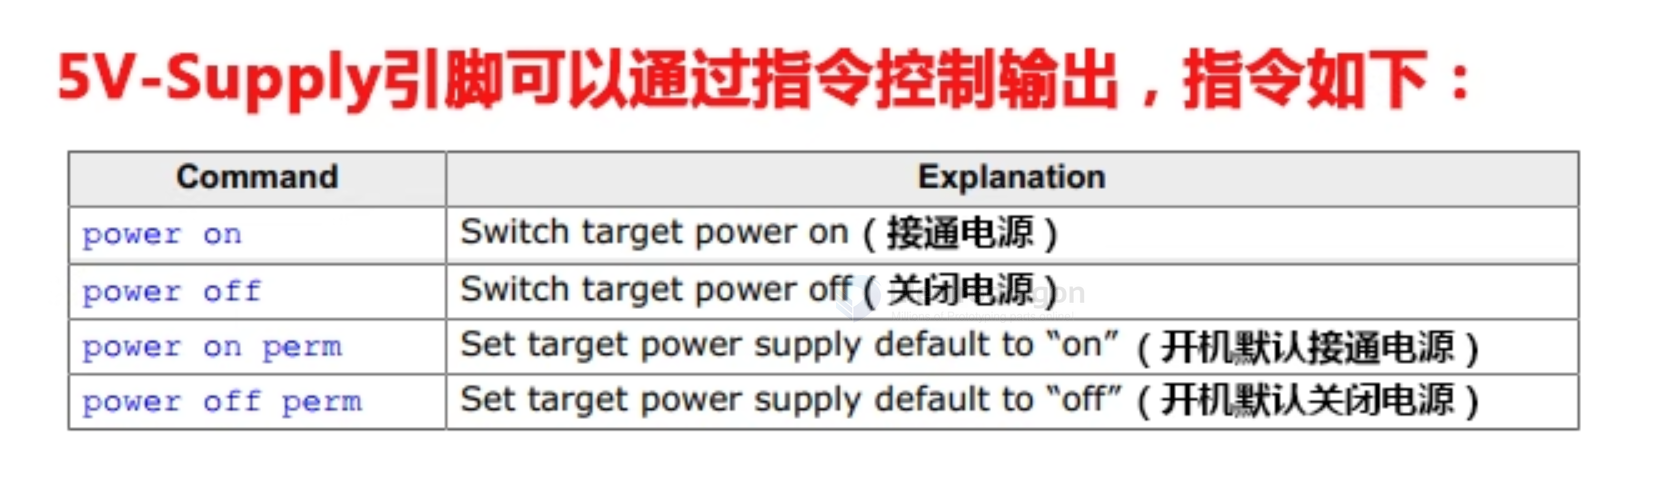 5V-Supply引脚可以通过指令控制输出，指令如下：
Command Explanation
power on Switch target power on（接通电源）
power off Switch target power off（关闭电源）
power on perm Set target power supply default to “on”（开机默认接通电源）
power off perm Set target power supply default to “off”（开机默认关闭电源）